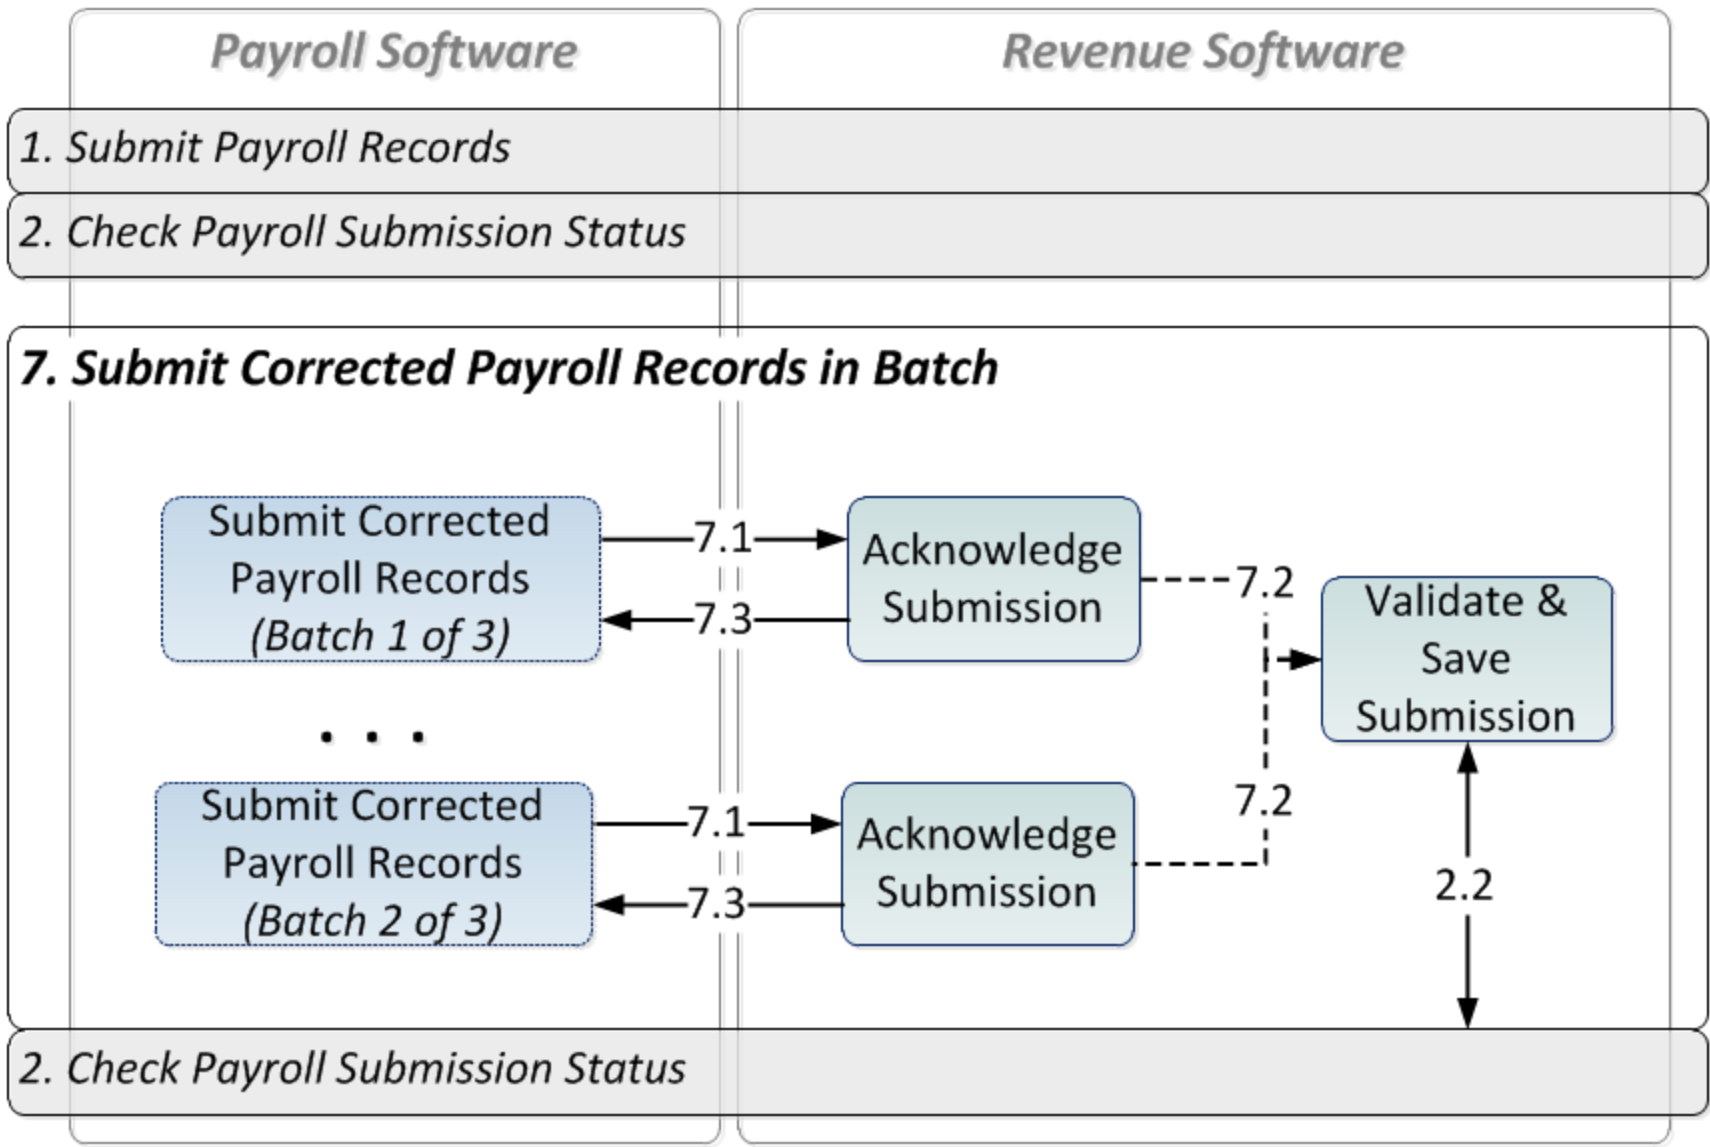 Payroll Software
Revenue Software
1. Submit Payroll Records
2. Check Payroll Submission Status
7. Submit Corrected Payroll Records in Batch
Submit Corrected
Payroll Records
(Batch 1 of 3)
7.1
7.3
Acknowledge
Submission
7.2
Validate &
Save
Submission
. . .
Submit Corrected
Payroll Records
(Batch 2 of 3)
7.1
7.3
Acknowledge
Submission
7.2
2.2
2. Check Payroll Submission Status